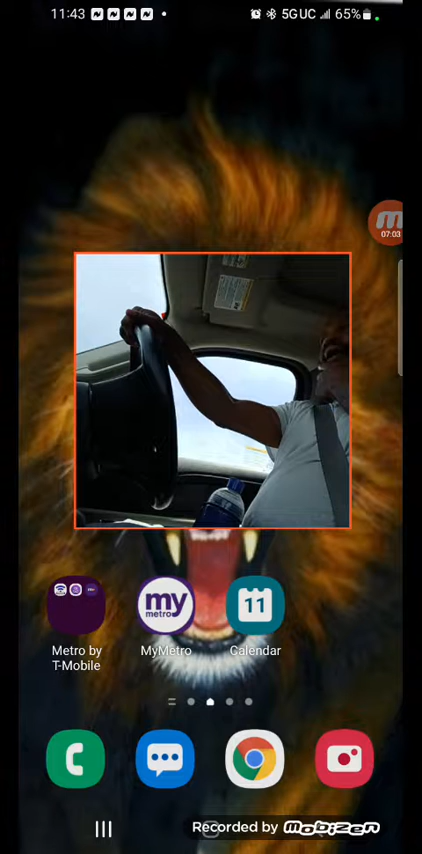 11:43
5GUC 65%
m
07:03
my
metro
11
Metro by
T-Mobile
MyMetro
Calendar
Recorded by mobizen